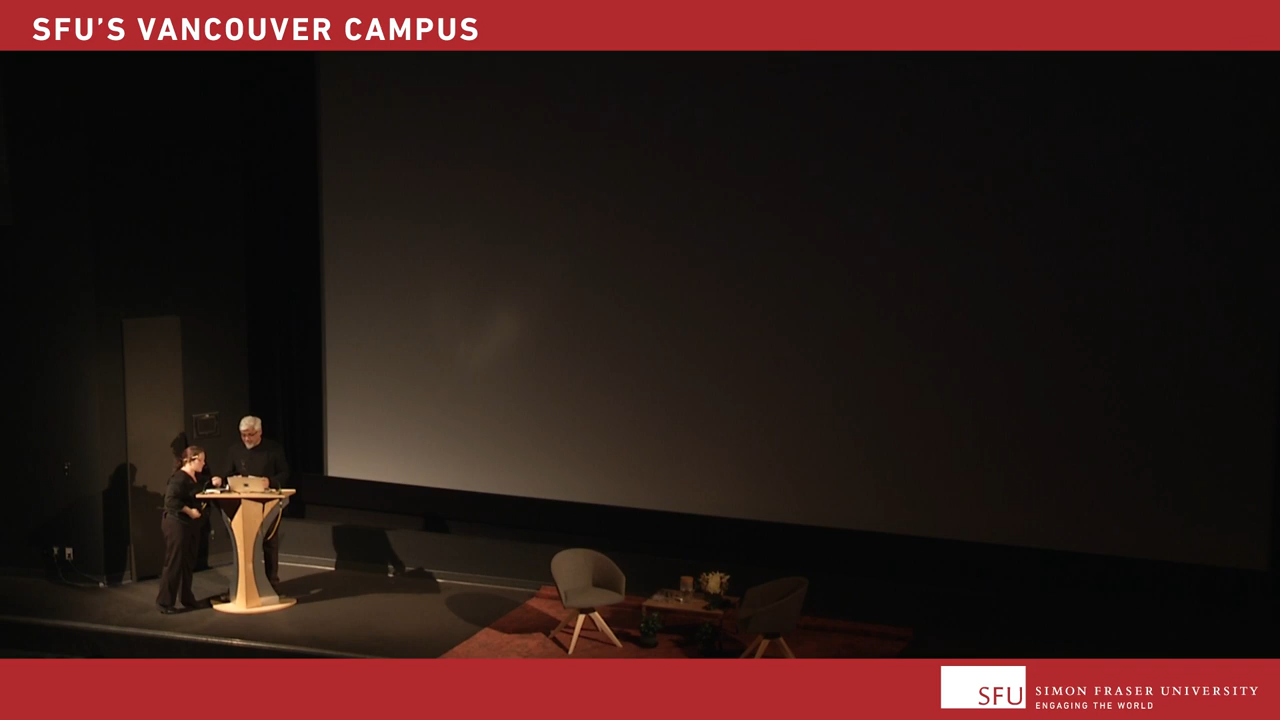 SFU'S VANCOUVER CAMPUS
SFU
SIMON FRASER UNIVERSITY
ENGAGING THE WORLD